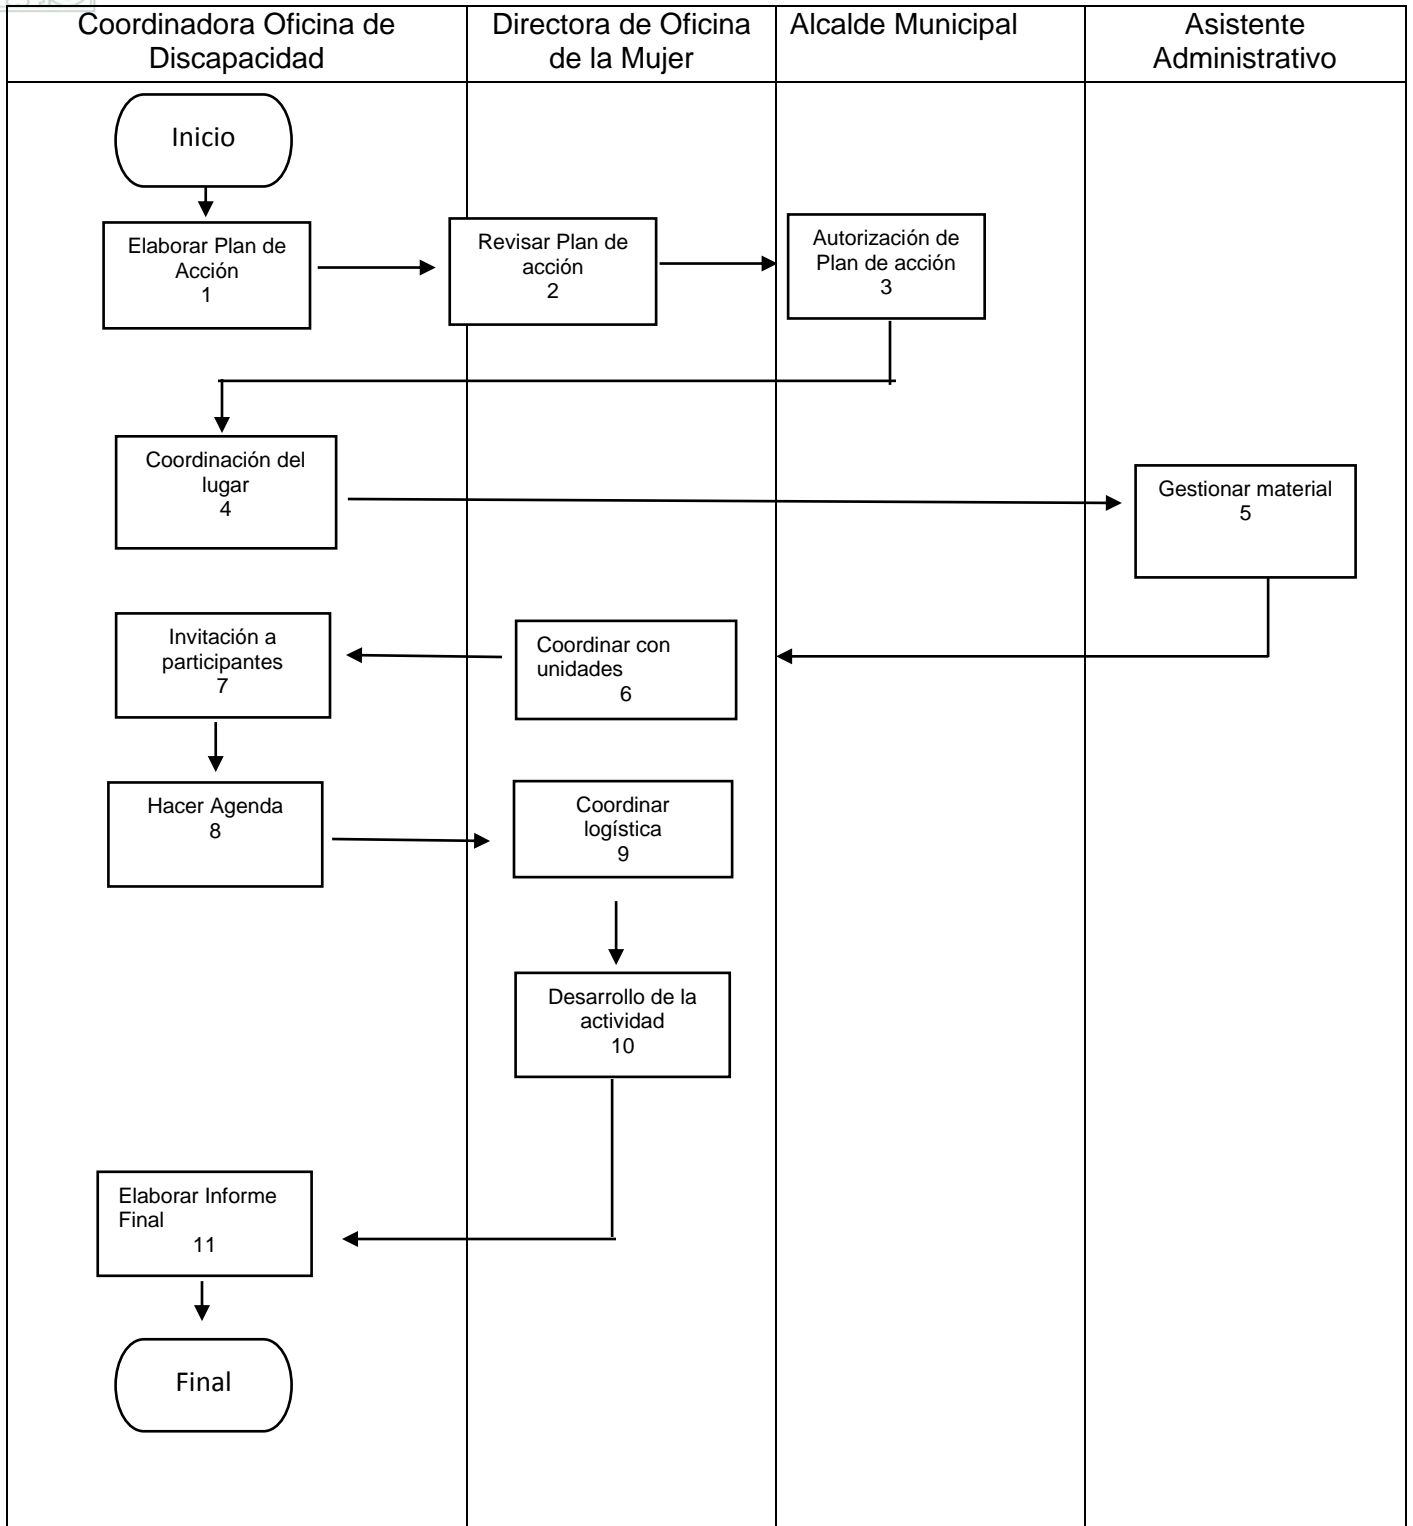 Coordinadora Oficina de
Discapacidad
Directora de Oficina
de la Mujer
Alcalde Municipal
Asistente
Administrativo
Inicio
Elaborar Plan de
Acción
1
Revisar Plan de
acción
2
Autorización de
Plan de acción
3
Coordinación del
lugar
4
Gestionar material
5
Coordinar con
unidades
6
Invitación a
participantes
7
Hacer Agenda
8
Coordinar
logística
9
Desarrollo de la
actividad
10
Elaborar Informe
Final
11
Final